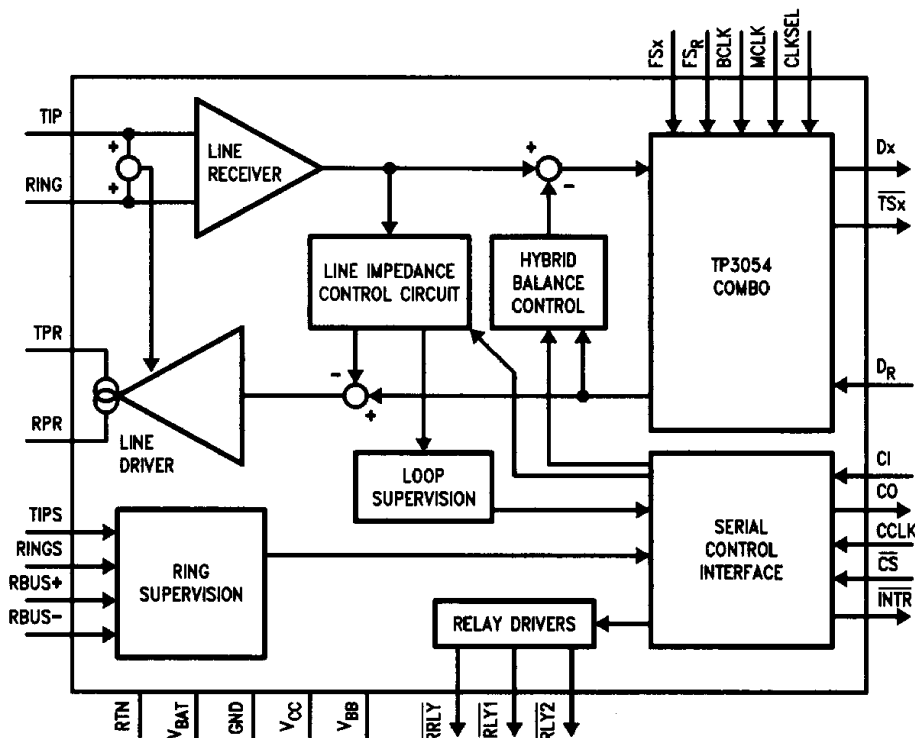 FSX
FSR
BCLK
MCLK
CLKSEL
TIP
+
+
RING
LINE
RECEIVER
+
-
DX
TSX
LINE IMPEDANCE
CONTROL CIRCUIT
HYBRID
BALANCE
CONTROL
TP3054
COMBO
TPR
RPR
-
+
DR
LINE
DRIVER
LOOP
SUPERVISION
CI
CO
CCLK
CS
INTR
SERIAL
CONTROL
INTERFACE
TIPS
RINGS
RBUS+
RBUS-
RING
SUPERVISION
RELAY DRIVERS
RTN
VBAT
GND
VCC
VBB
RRLY
RLY1
RLY2